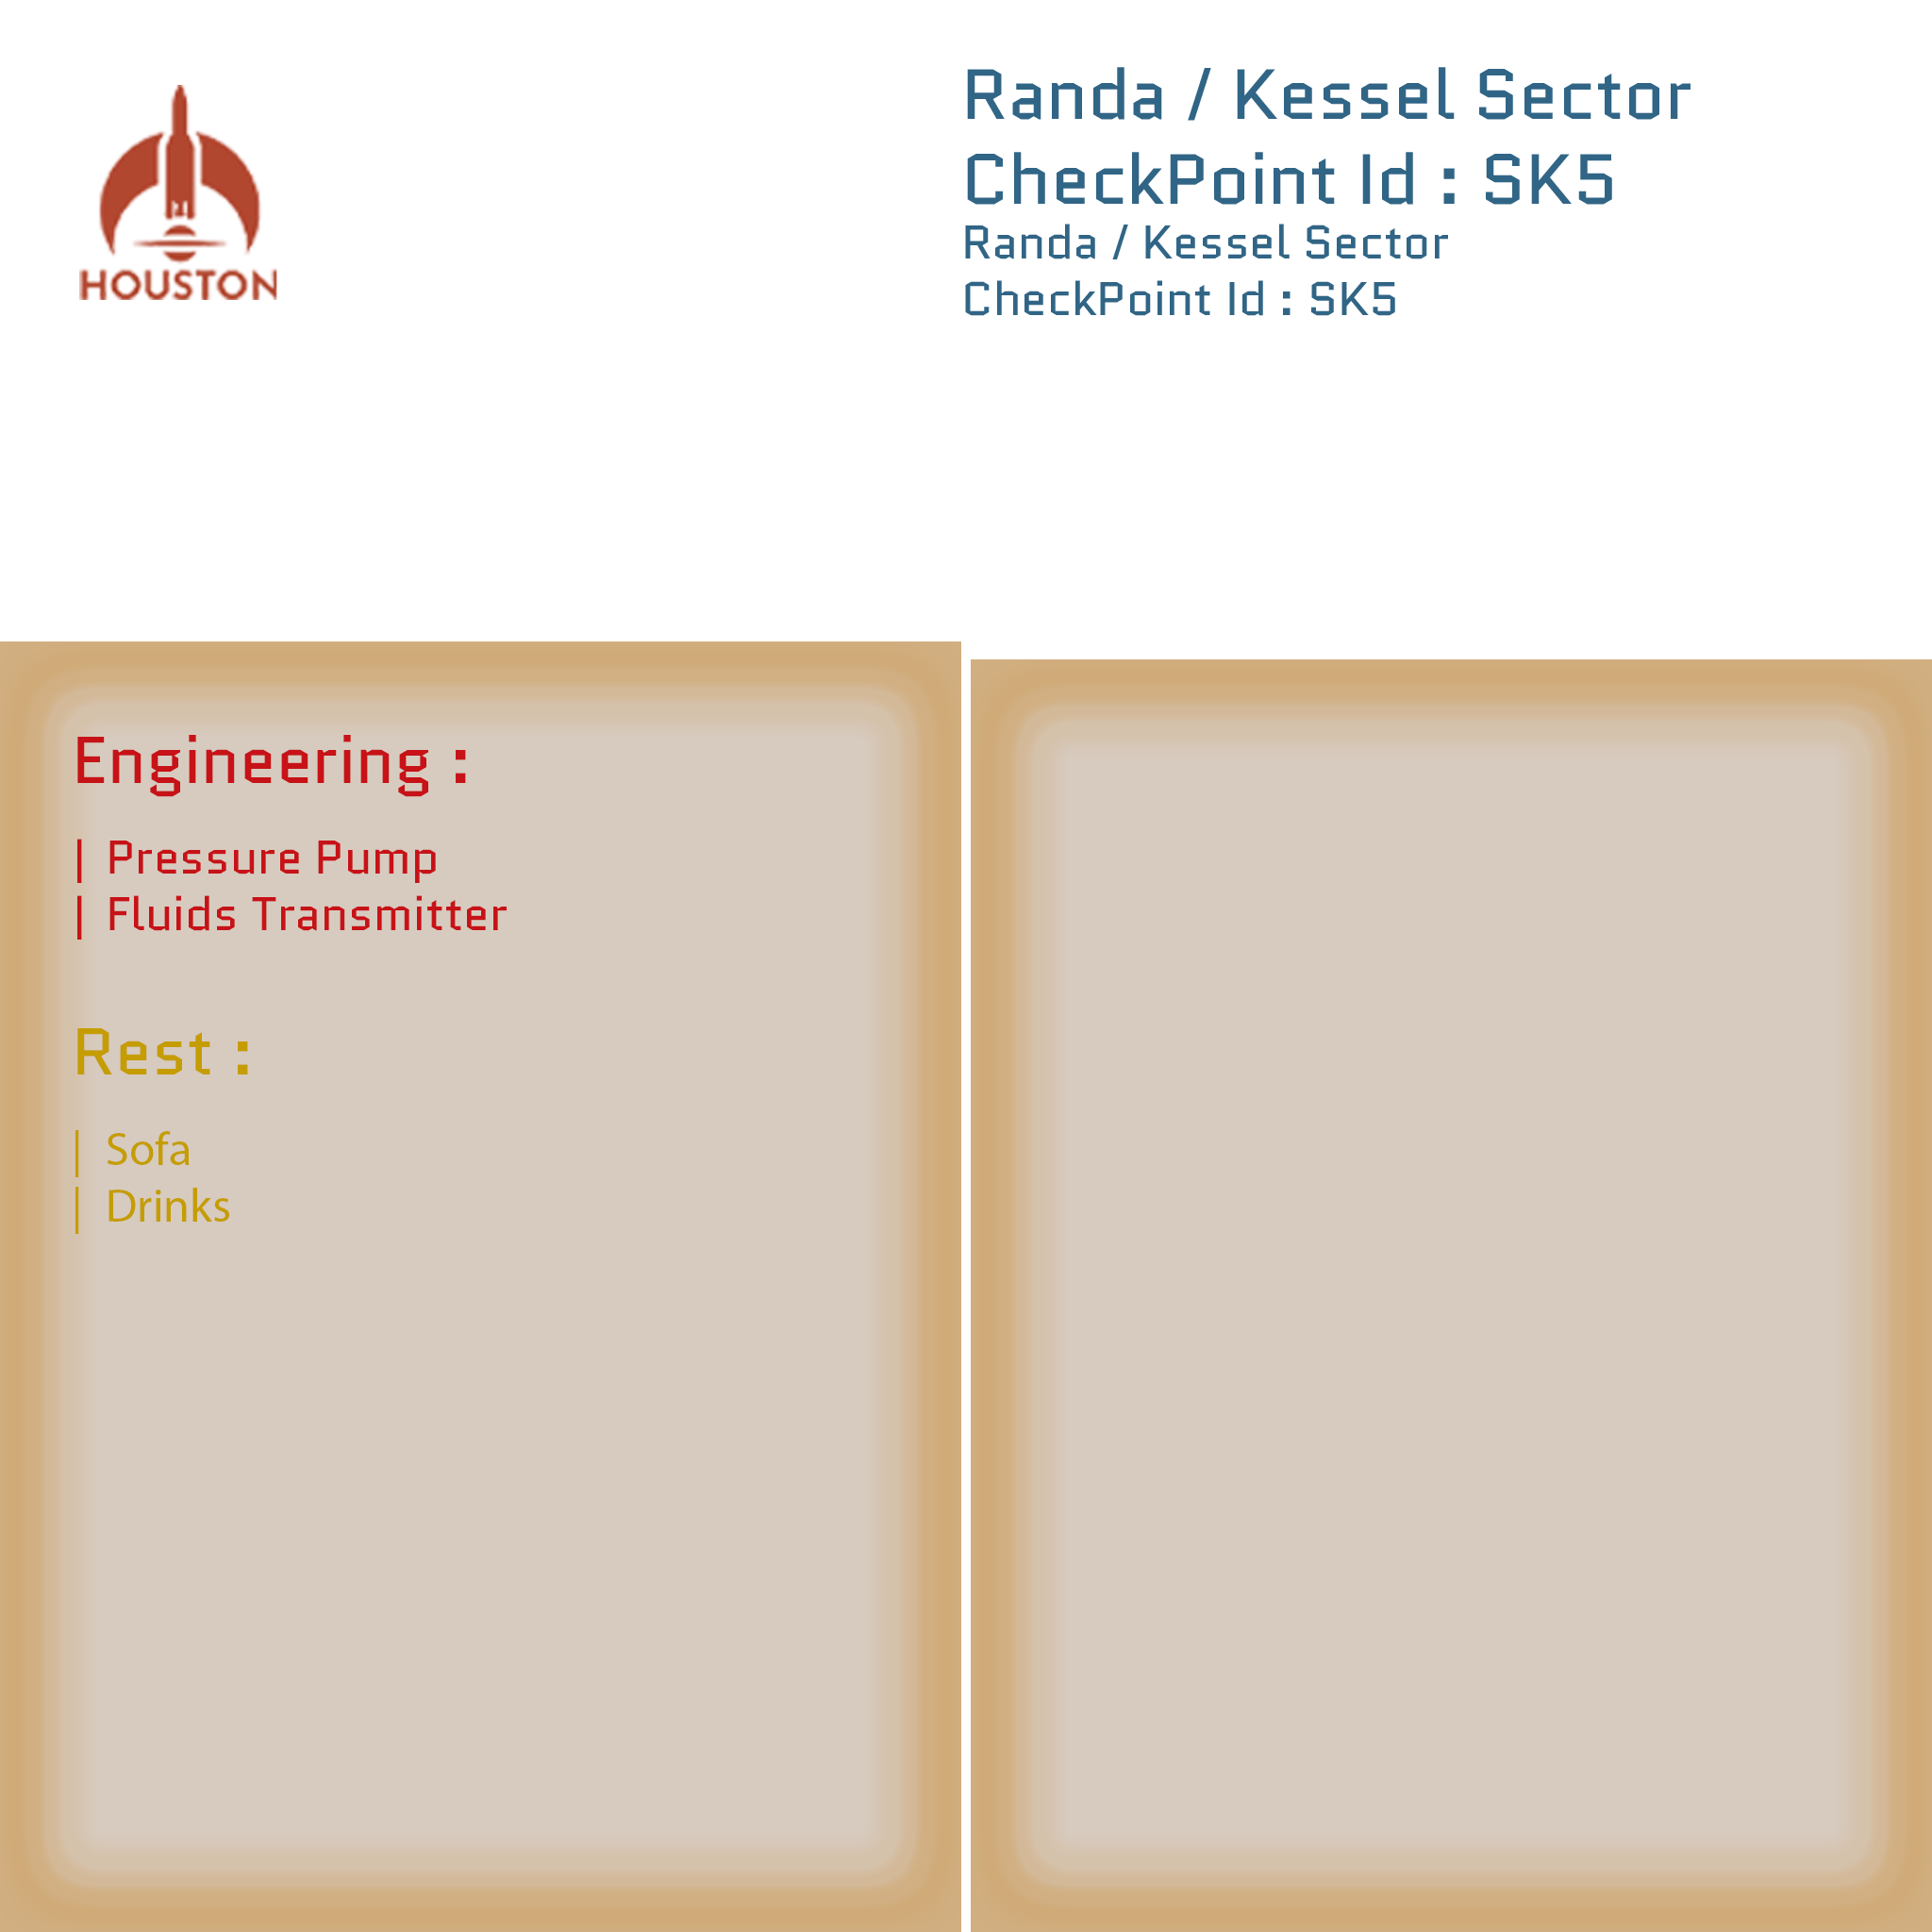 HOUSTON
Randa / Kessel Sector
CheckPoint Id : SK5
Randa / Kessel Sector
CheckPoint Id : SK5
Engineering :
| Pressure Pump
| Fluids Transmitter
Rest :
| Sofa
| Drinks